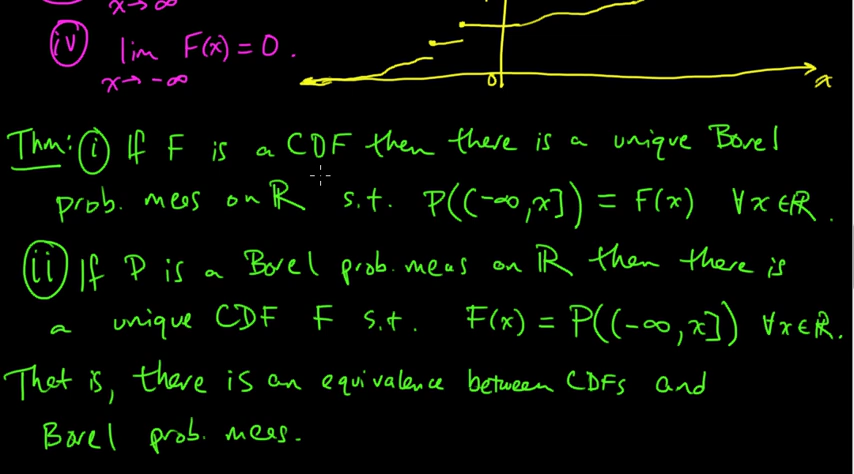 x→∞
(iv) lim F(x) = 0.
x→-∞
0
x
Thm: (i) If F is a CDF then there is a unique Borel
prob. meas on ℝ s.t. P((-∞,x]) = F(x) ∀x∈ℝ.
(ii) If P is a Borel prob. meas on ℝ then there is
a unique CDF F s.t. F(x) = P((-∞,x]) ∀x∈ℝ.
That is, there is an equivalence between CDFs and
Borel prob. meas.